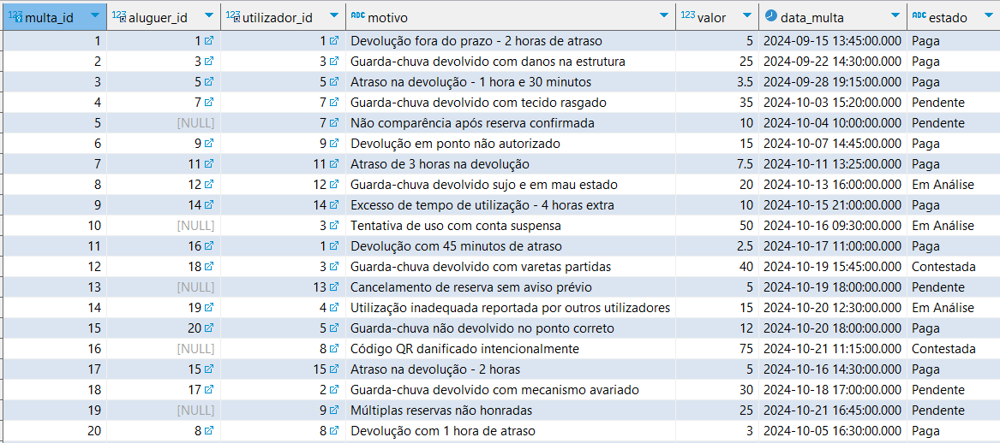 123 multa_id 123 aluguer_id 123 utilizador_id ABC motivo 123 valor data_multa ABC estado
1 1 1 Devolução fora do prazo - 2 horas de atraso 5 2024-09-15 13:45:00.000 Paga
2 3 3 Guarda-chuva devolvido com danos na estrutura 25 2024-09-22 14:30:00.000 Paga
3 5 5 Atraso na devolução - 1 hora e 30 minutos 3.5 2024-09-28 19:15:00.000 Paga
4 7 7 Guarda-chuva devolvido com tecido rasgado 35 2024-10-03 15:20:00.000 Pendente
5 [NULL] 7 Não comparência após reserva confirmada 10 2024-10-04 10:00:00.000 Pendente
6 9 9 Devolução em ponto não autorizado 15 2024-10-07 14:45:00.000 Paga
7 11 11 Atraso de 3 horas na devolução 7.5 2024-10-11 13:25:00.000 Paga
8 12 12 Guarda-chuva devolvido sujo e em mau estado 20 2024-10-13 16:00:00.000 Em Análise
9 14 14 Excesso de tempo de utilização - 4 horas extra 10 2024-10-15 21:00:00.000 Paga
10 [NULL] 3 Tentativa de uso com conta suspensa 50 2024-10-16 09:30:00.000 Em Análise
11 16 1 Devolução com 45 minutos de atraso 2.5 2024-10-17 11:00:00.000 Paga
12 18 3 Guarda-chuva devolvido com varetas partidas 40 2024-10-19 15:45:00.000 Contestada
13 [NULL] 13 Cancelamento de reserva sem aviso prévio 5 2024-10-19 18:00:00.000 Pendente
14 19 4 Utilização inadequada reportada por outros utilizadores 15 2024-10-20 12:30:00.000 Em Análise
15 20 5 Guarda-chuva não devolvido no ponto correto 12 2024-10-20 18:00:00.000 Paga
16 [NULL] 8 Código QR danificado intencionalmente 75 2024-10-21 11:15:00.000 Contestada
17 15 15 Atraso na devolução - 2 horas 5 2024-10-16 14:30:00.000 Paga
18 17 2 Guarda-chuva devolvido com mecanismo avariado 30 2024-10-18 17:00:00.000 Pendente
19 [NULL] 9 Múltiplas reservas não honradas 25 2024-10-21 16:45:00.000 Pendente
20 8 8 Devolução com 1 hora de atraso 3 2024-10-05 16:30:00.000 Paga